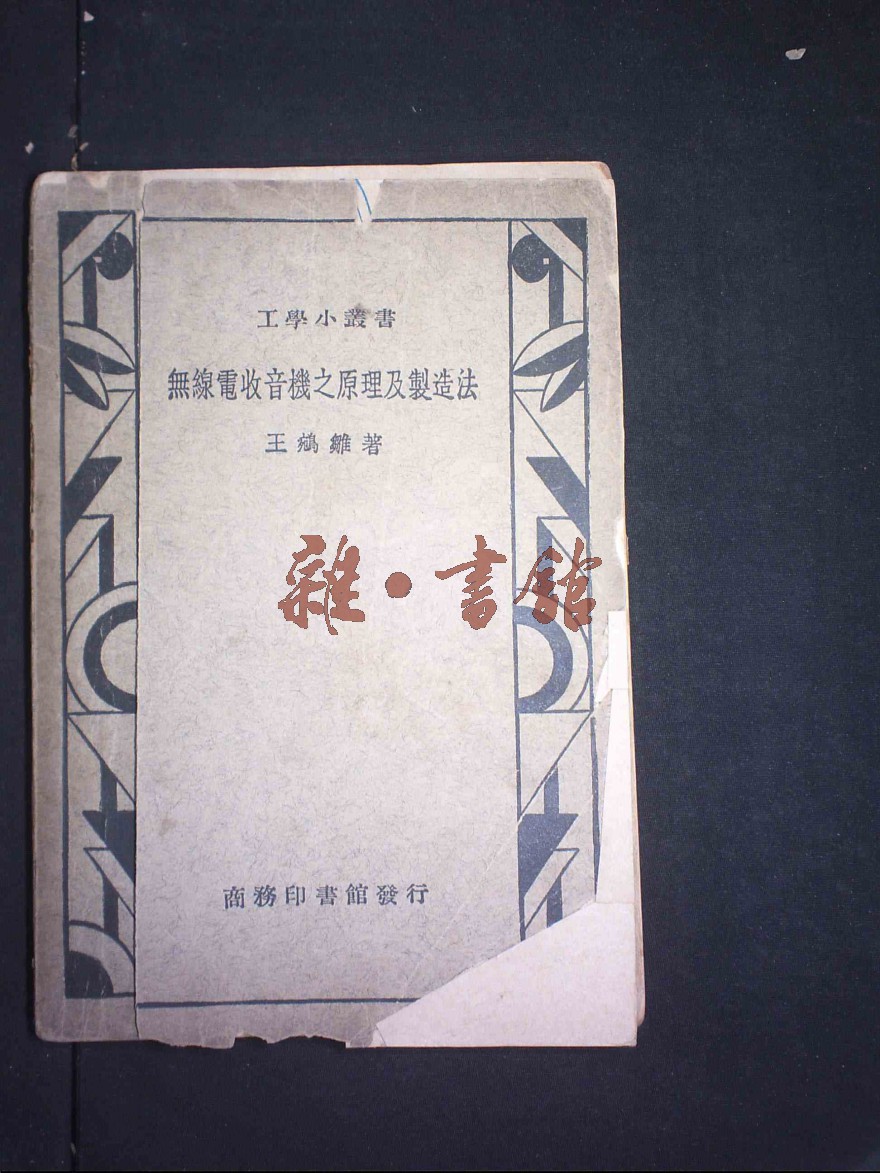 工學小叢書
無線電收音機之原理及製造法
王鵷雛著
雜·書館
商務印書館發行